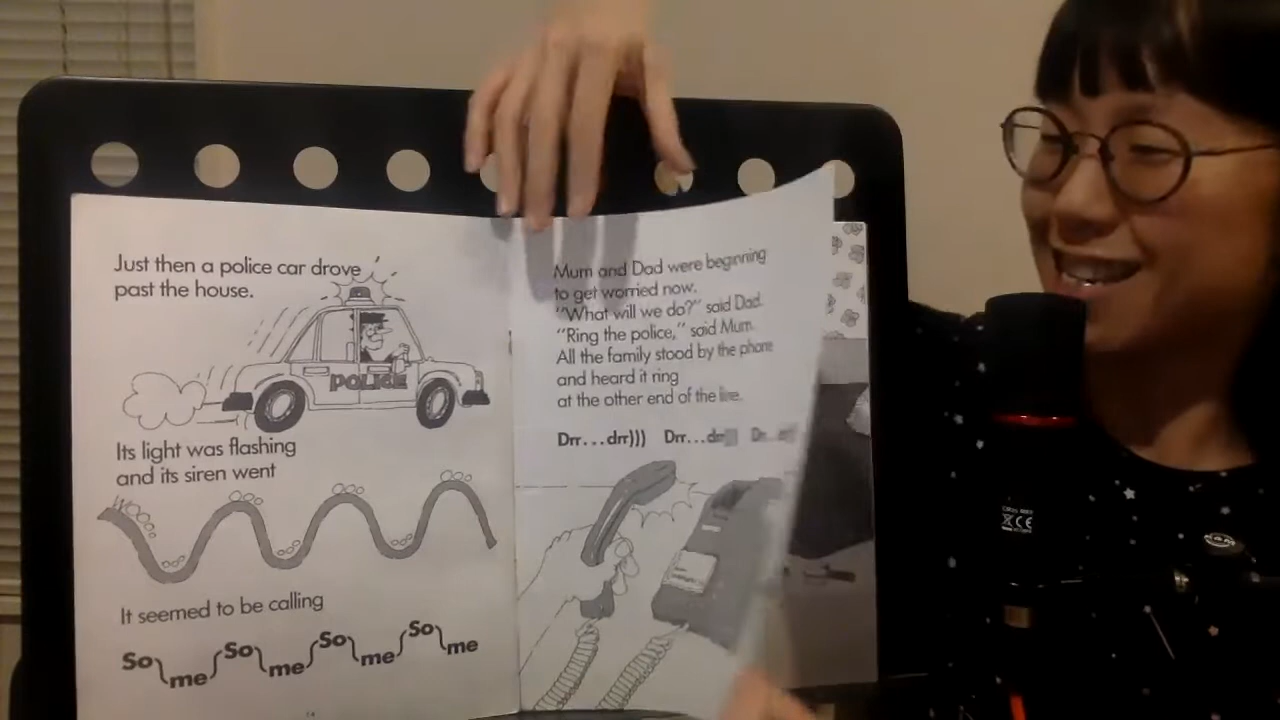 Just then a police car drove
past the house.
POLICE
Its light was flashing
and its siren went
It seemed to be calling
So me So me So me So me
14
Mum and Dad were beginning
to get worried now.
"What will we do?" said Dad.
"Ring the police," said Mum.
All the family stood by the phone
and heard it ring
at the other end of the line.
Drr...drr))) Drr...drr)))